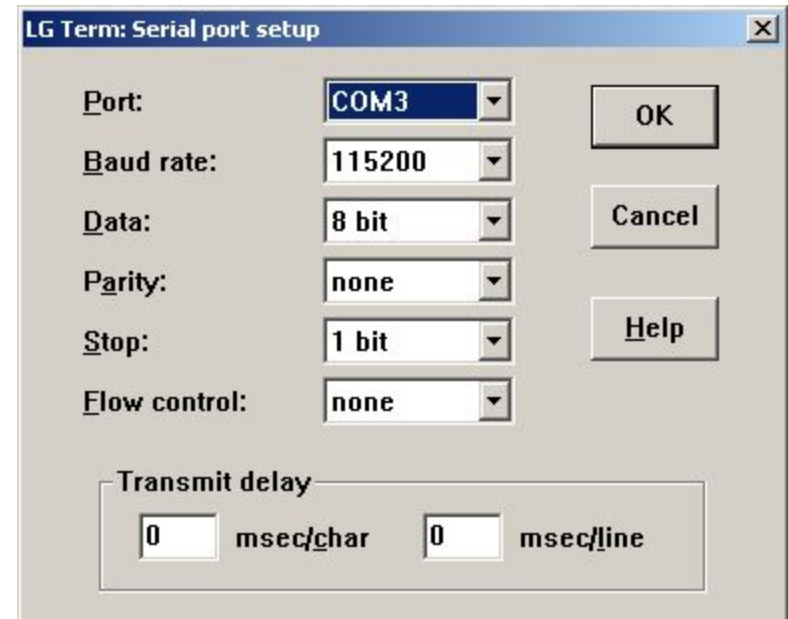 LG Term: Serial port setup
Port: COM3 OK
Baud rate: 115200
Data: 8 bit Cancel
Parity: none
Stop: 1 bit Help
Flow control: none
Transmit delay
0 msec/char 0 msec/line